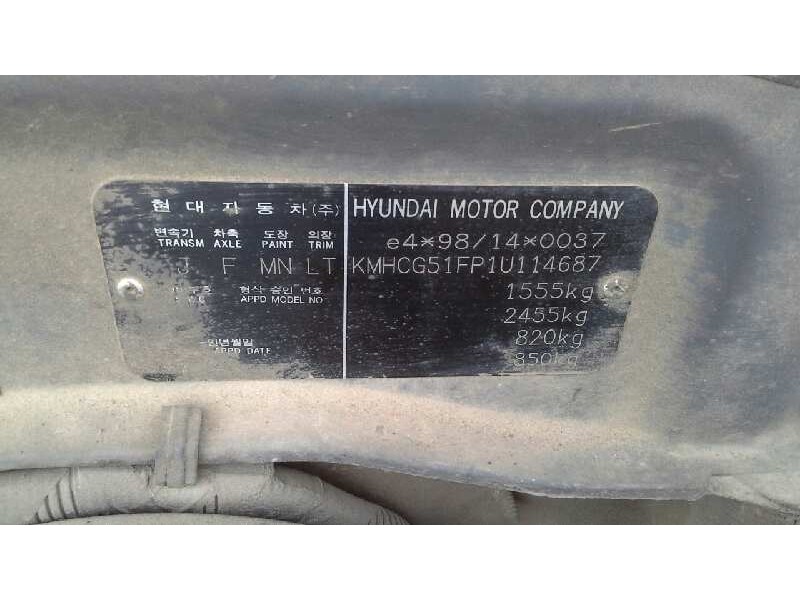 현대자동차(주) HYUNDAI MOTOR COMPANY
변속기 차축 도장 의장
TRANSM AXLE PAINT TRIM
e4*98/14*0037
J F MN LT
KMHCG51FP1U114687
형식 승인 번호
APPD MODEL NO
1555kg
2455kg
820kg
850kg
APPD DATE